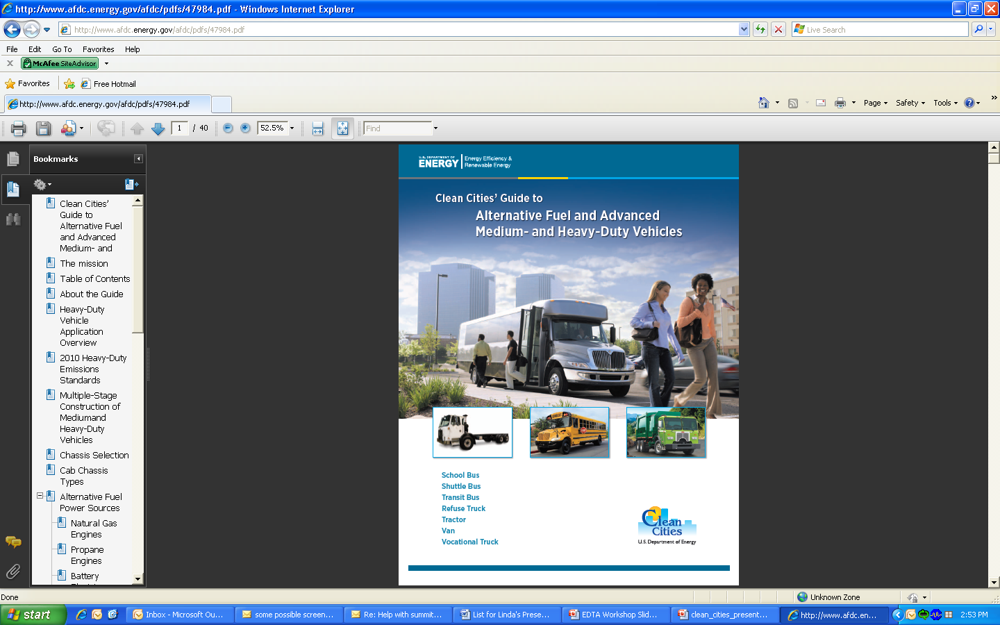 http://www.afdc.energy.gov/afdc/pdfs/47984.pdf - Windows Internet Explorer
http://www.afdc.energy.gov/afdc/pdfs/47984.pdf
Live Search
File Edit Go To Favorites Help
X McAfee SiteAdvisor
Favorites Free Hotmail
http://www.afdc.energy.gov/afdc/pdfs/47984.pdf
Page Safety Tools
1 / 40 52.5% Find
Bookmarks
Clean Cities'
Guide to
Alternative Fuel
and Advanced
Medium- and
The mission
Table of Contents
About the Guide
Heavy-Duty
Vehicle
Application
Overview
2010 Heavy-Duty
Emissions
Standards
Multiple-Stage
Construction of
Mediumand
Heavy-Duty
Vehicles
Chassis Selection
Cab Chassis
Types
Alternative Fuel
Power Sources
Natural Gas
Engines
Propane
Engines
Battery
U.S. DEPARTMENT OF
ENERGY
Energy Efficiency &
Renewable Energy
Clean Cities' Guide to
Alternative Fuel and Advanced
Medium- and Heavy-Duty Vehicles
School Bus
Shuttle Bus
Transit Bus
Refuse Truck
Tractor
Van
Vocational Truck
Clean
Cities
U.S. Department of Energy
Done
Unknown Zone
start
Inbox - Microsoft Ou...
some possible screen...
Re: Help with summit...
List for Linda's Prese...
EDTA Workshop Slid...
clean_cities_present...
http://www.afdc.en...
2:53 PM